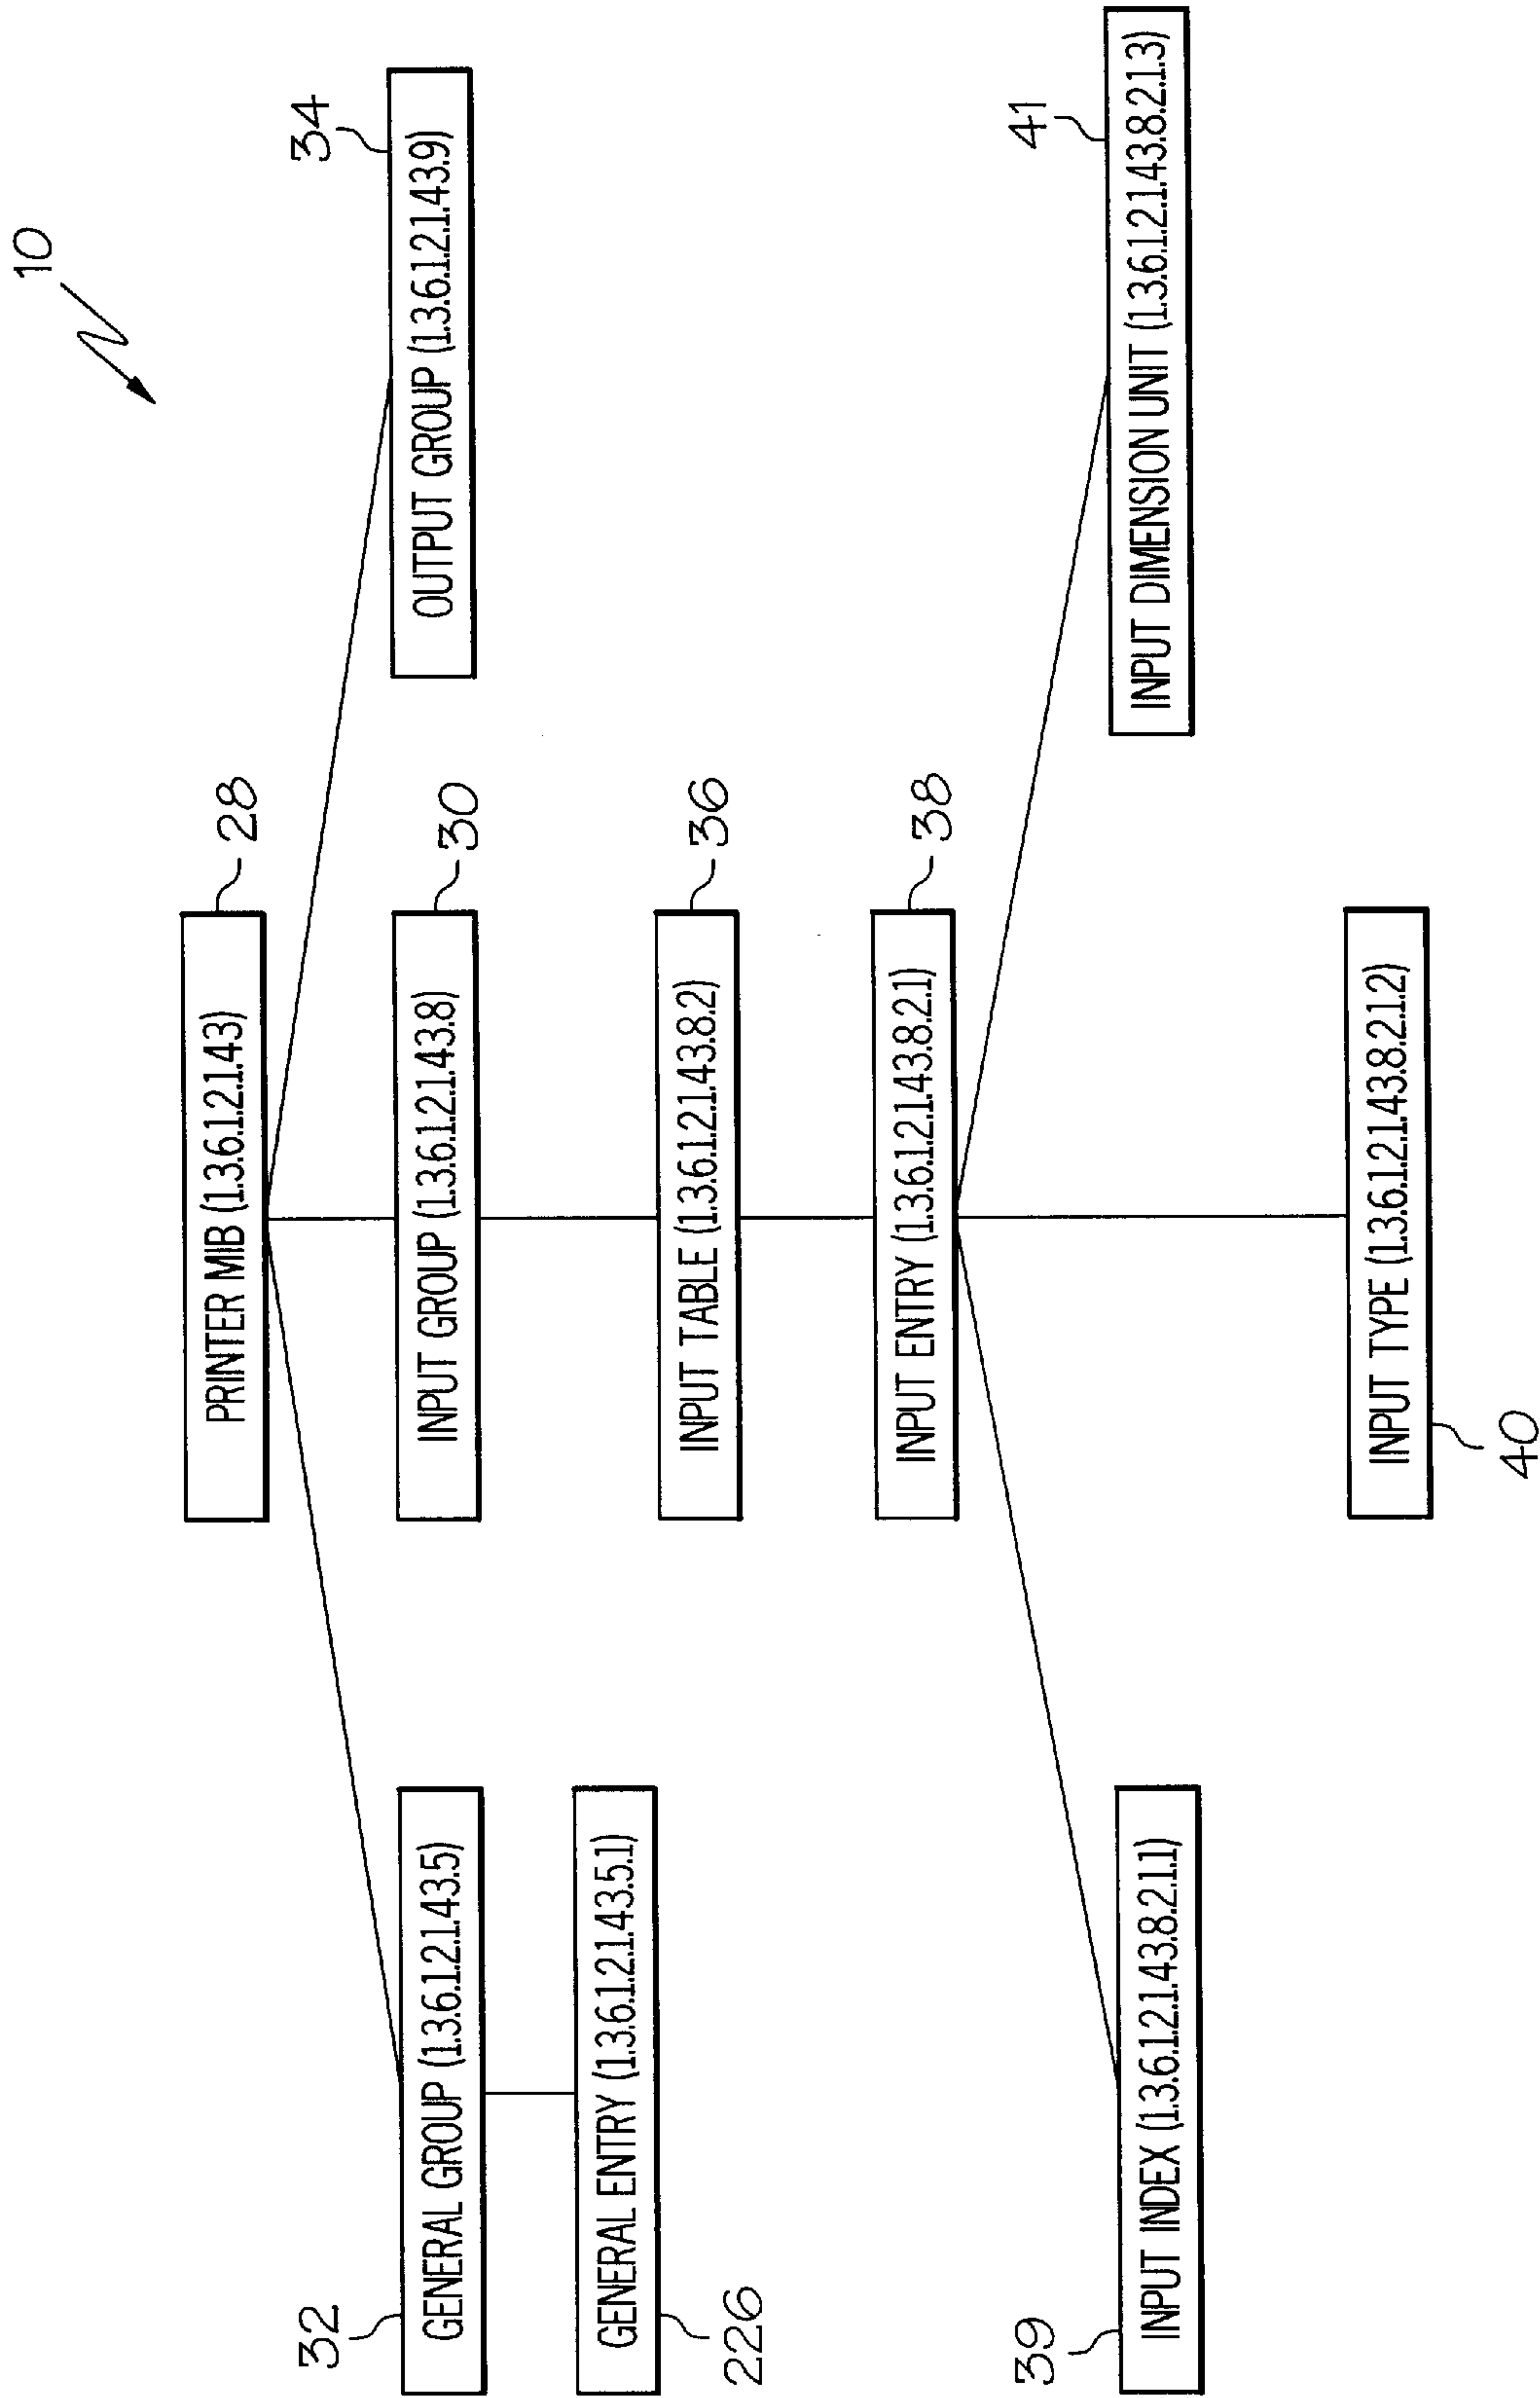 10
PRINTER MIB (1.3.6.1.2.1.43)
28
32
GENERAL GROUP (1.3.6.1.2.1.43.5)
INPUT GROUP (1.3.6.1.2.1.43.8)
30
OUTPUT GROUP (1.3.6.1.2.1.43.9)
34
GENERAL ENTRY (1.3.6.1.2.1.43.5.1)
226
INPUT TABLE (1.3.6.1.2.1.43.8.2)
36
INPUT ENTRY (1.3.6.1.2.1.43.8.2.1)
38
39
INPUT INDEX (1.3.6.1.2.1.43.8.2.1.1)
INPUT DIMENSION UNIT (1.3.6.1.2.1.43.8.2.1.3)
41
INPUT TYPE (1.3.6.1.2.1.43.8.2.1.2)
40